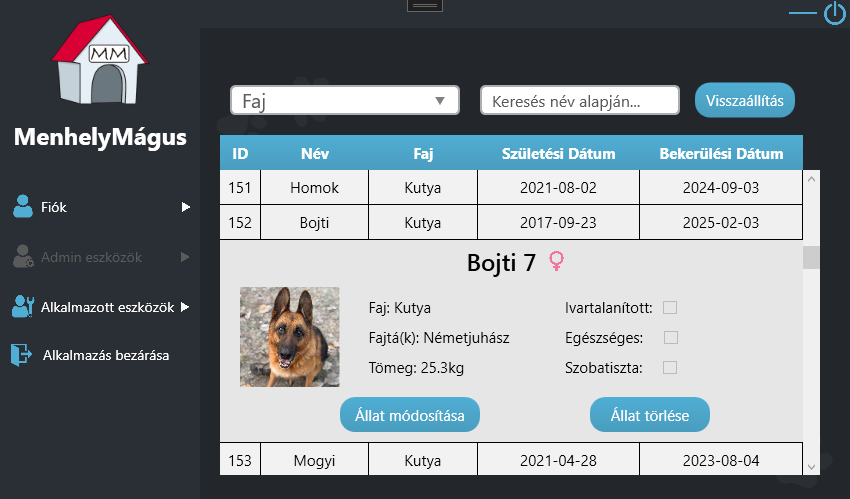 MM
MenhelyMágus
Fiók
Admin eszközök
Alkalmazott eszközök
Alkalmazás bezárása
Faj
Keresés név alapján...
Visszaállítás
ID Név Faj Születési Dátum Bekerülési Dátum
151 Homok Kutya 2021-08-02 2024-09-03
152 Bojti Kutya 2017-09-23 2025-02-03
Bojti 7
Faj: Kutya Ivartalanított:
Fajtá(k): Németjuhász Egészséges:
Tömeg: 25.3kg Szobatiszta:
Állat módosítása Állat törlése
153 Mogyi Kutya 2021-04-28 2023-08-04